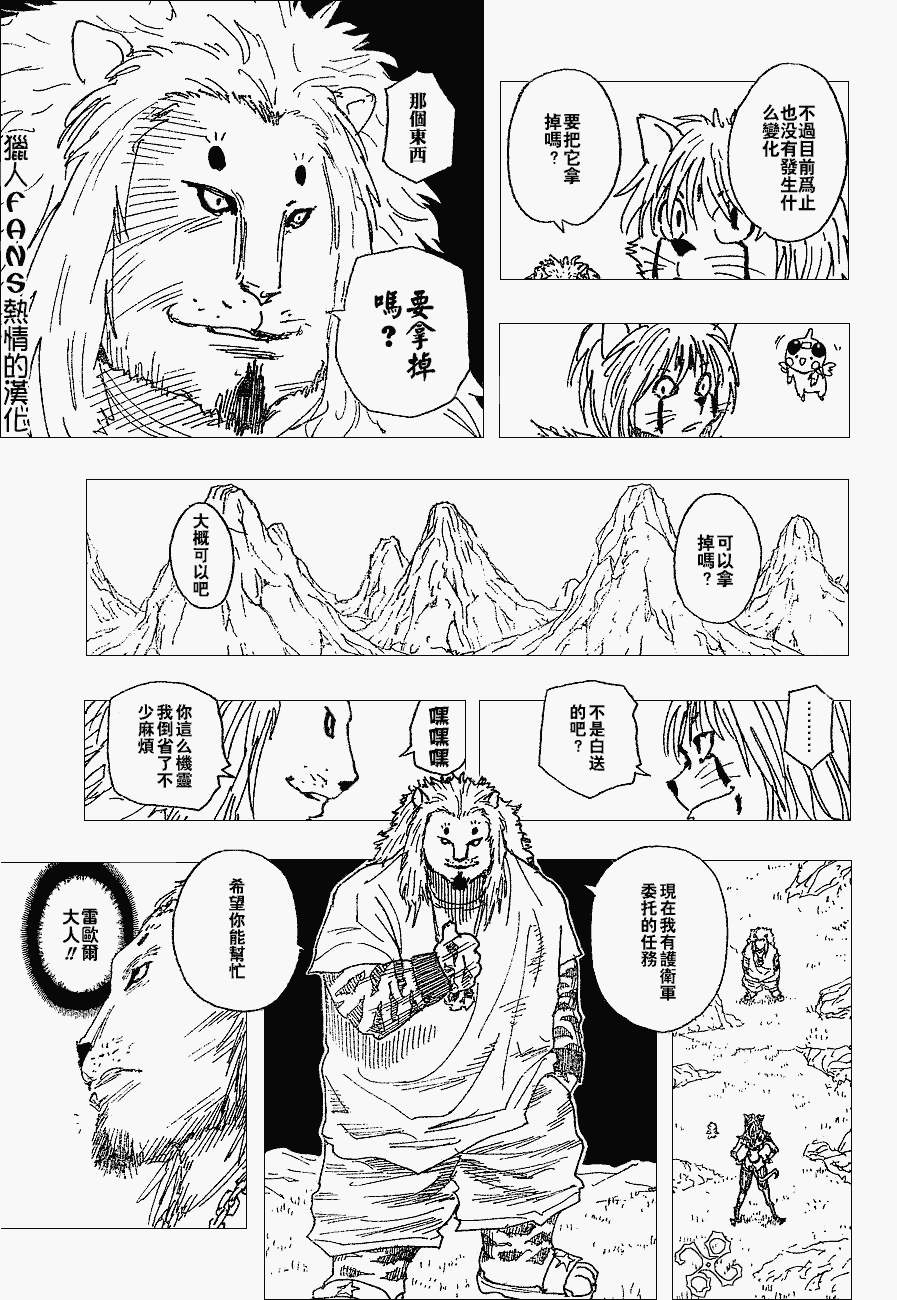 不過目前爲止
也没有發生什
么變化
要把它拿
掉嗎？
那個東西
要拿掉
嗎？
獵人FANS熱情的漢化
可以拿
掉嗎？
大概可以吧
………
不是白送
的吧？
嘿嘿嘿
你這么機靈
我倒省了不
少麻煩
現在我有護衛軍
委托的任務
希望你能幫忙
雷歐爾
大人!!